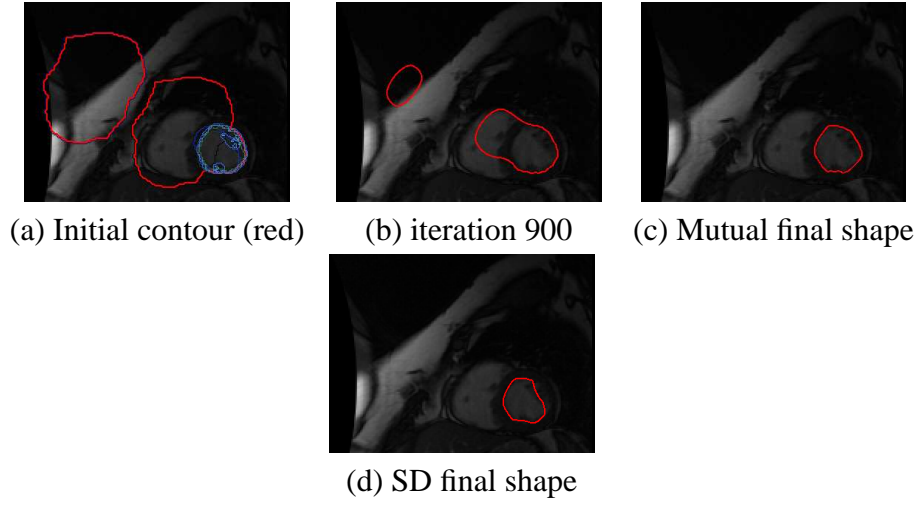 (a) Initial contour (red)
(b) iteration 900
(c) Mutual final shape
(d) SD final shape